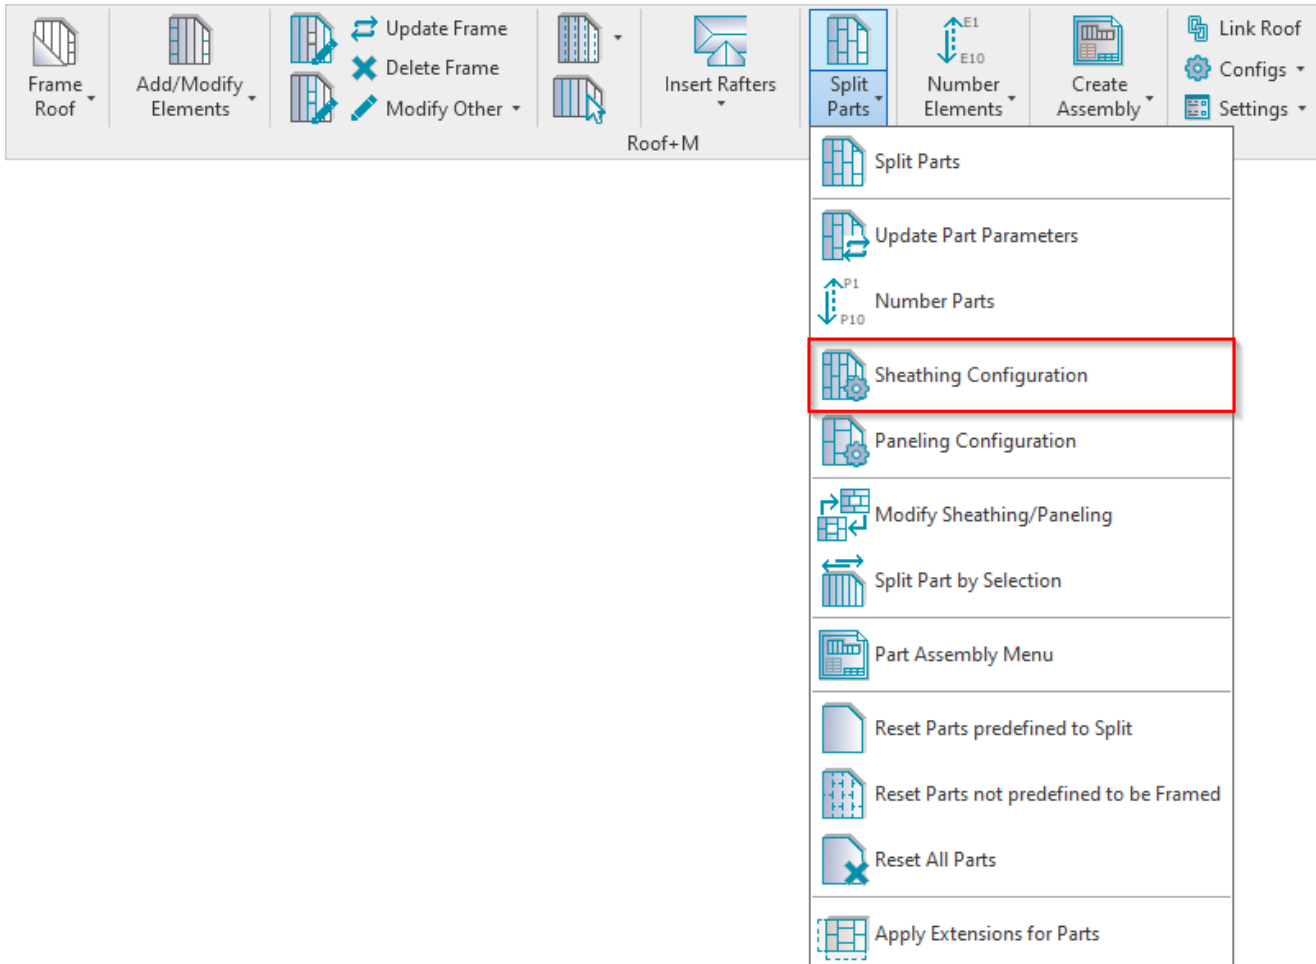 Frame
Roof
Add/Modify
Elements
Update Frame
Delete Frame
Modify Other
Insert Rafters
Split
Parts
E1
E10
Number
Elements
Create
Assembly
Link Roof
Configs
Settings
Roof+M
Split Parts
Update Part Parameters
P1
P10
Number Parts
Sheathing Configuration
Paneling Configuration
Modify Sheathing/Paneling
Split Part by Selection
Part Assembly Menu
Reset Parts predefined to Split
Reset Parts not predefined to be Framed
Reset All Parts
Apply Extensions for Parts